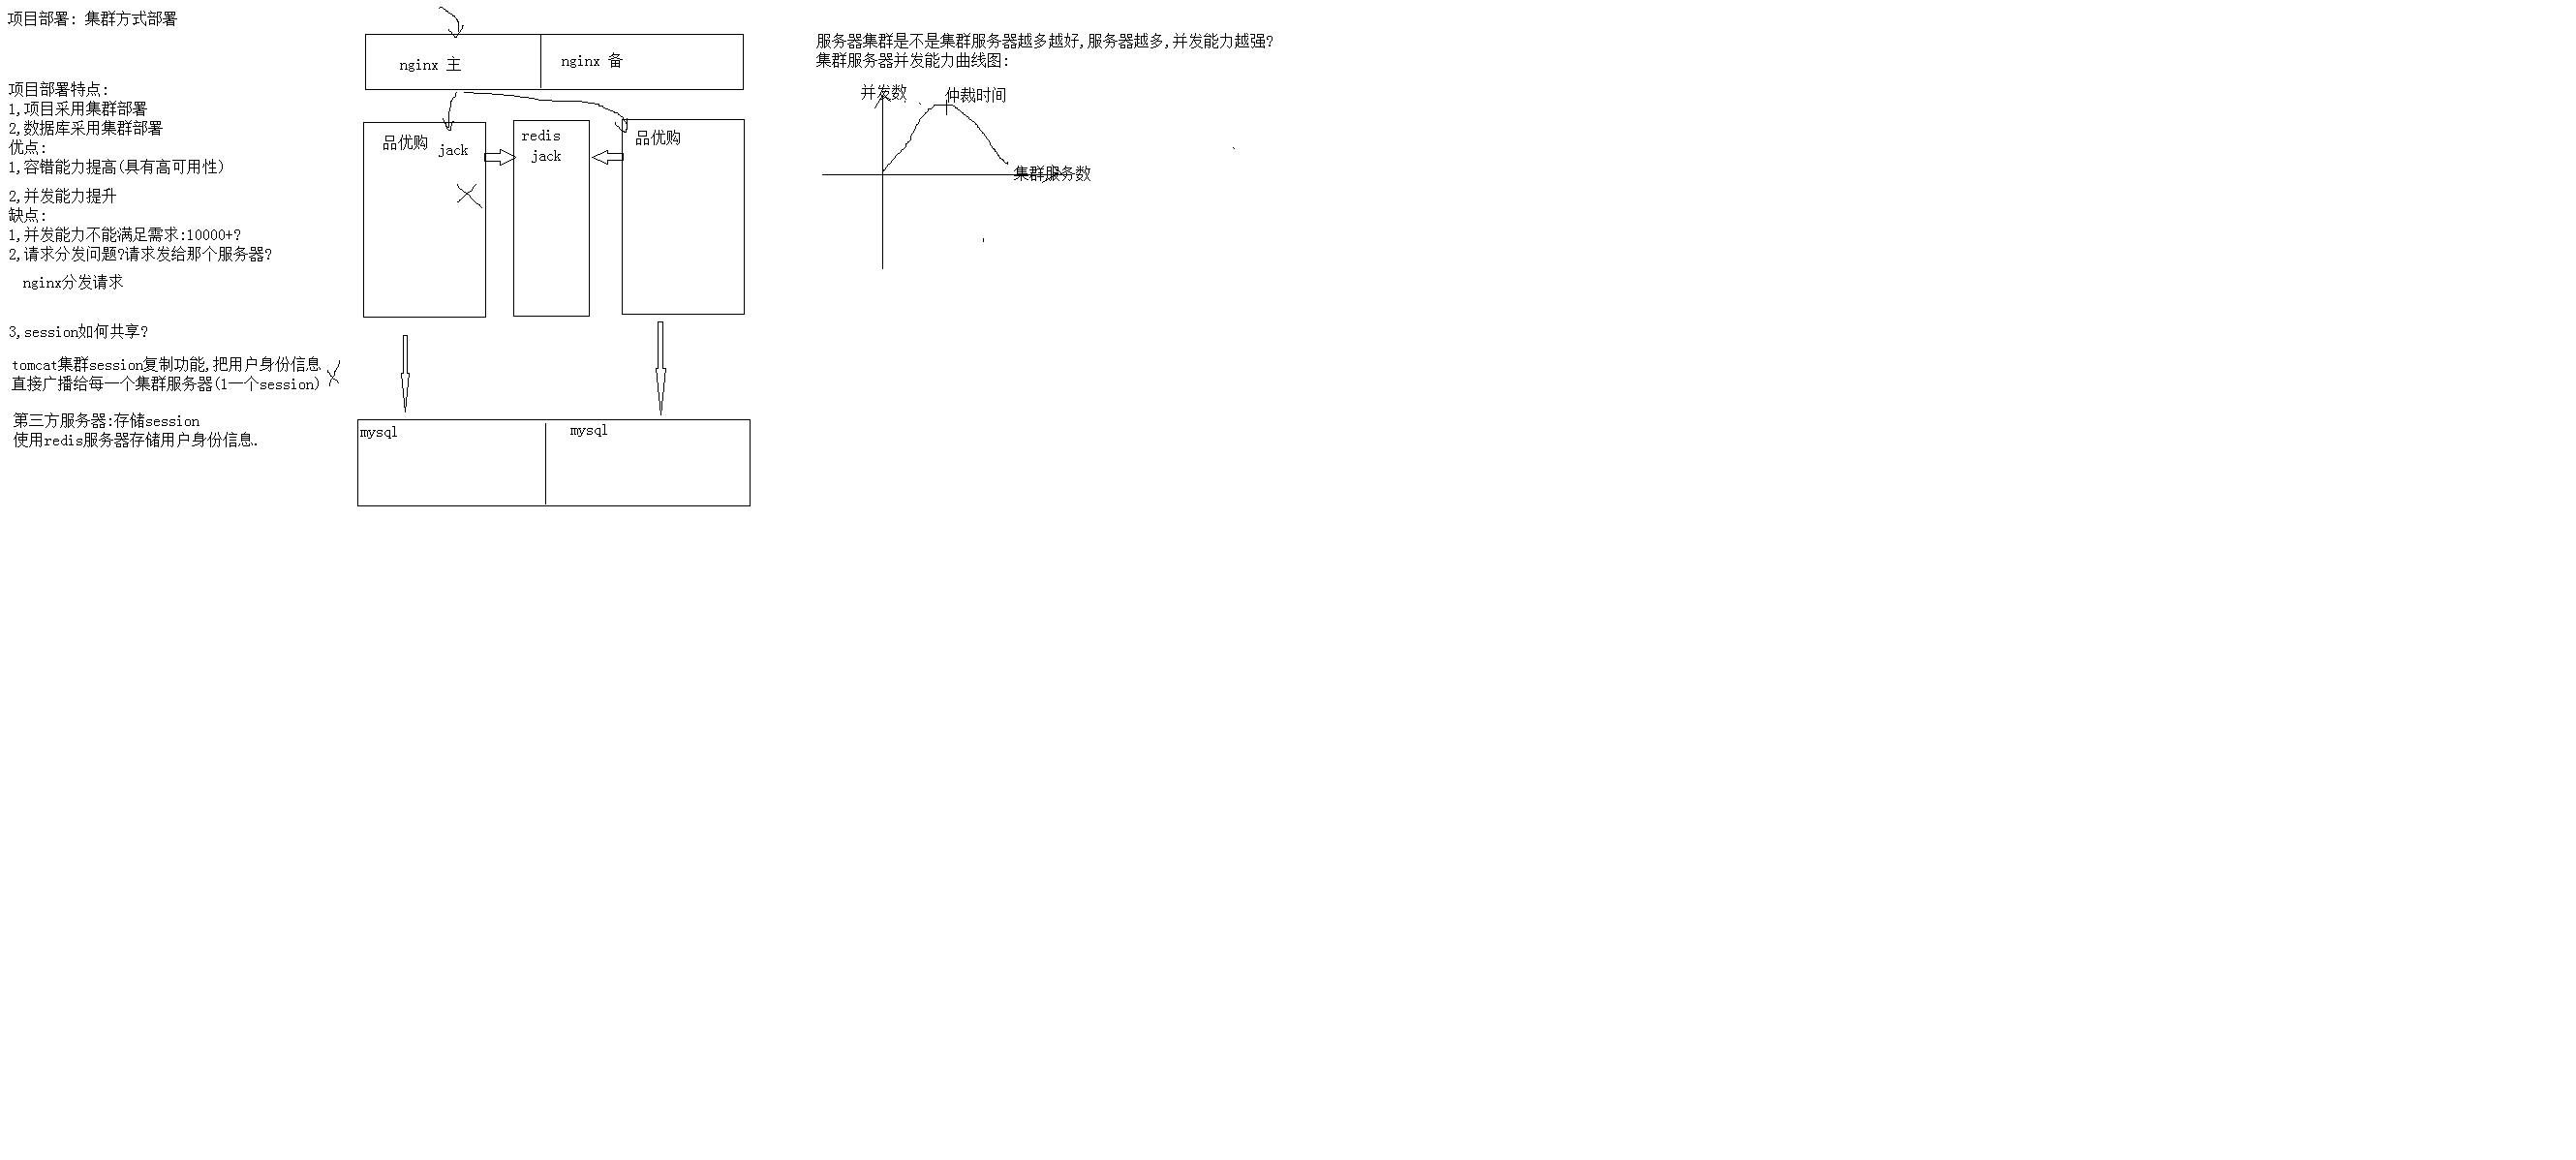 项目部署: 集群方式部署
项目部署特点:
1,项目采用集群部署
2,数据库采用集群部署
优点:
1,容错能力提高(具有高可用性)
2,并发能力提升
缺点:
1,并发能力不能满足需求:10000+?
2,请求分发问题?请求发给那个服务器?
nginx分发请求
3,session如何共享?
tomcat集群session复制功能,把用户身份信息
直接广播给每一个集群服务器(1一个session)
第三方服务器:存储session
使用redis服务器存储用户身份信息.
nginx 主
nginx 备
品优购
jack
redis
jack
品优购
mysql
mysql
服务器集群是不是集群服务器越多越好,服务器越多,并发能力越强?
集群服务器并发能力曲线图:
并发数
仲裁时间
集群服务数